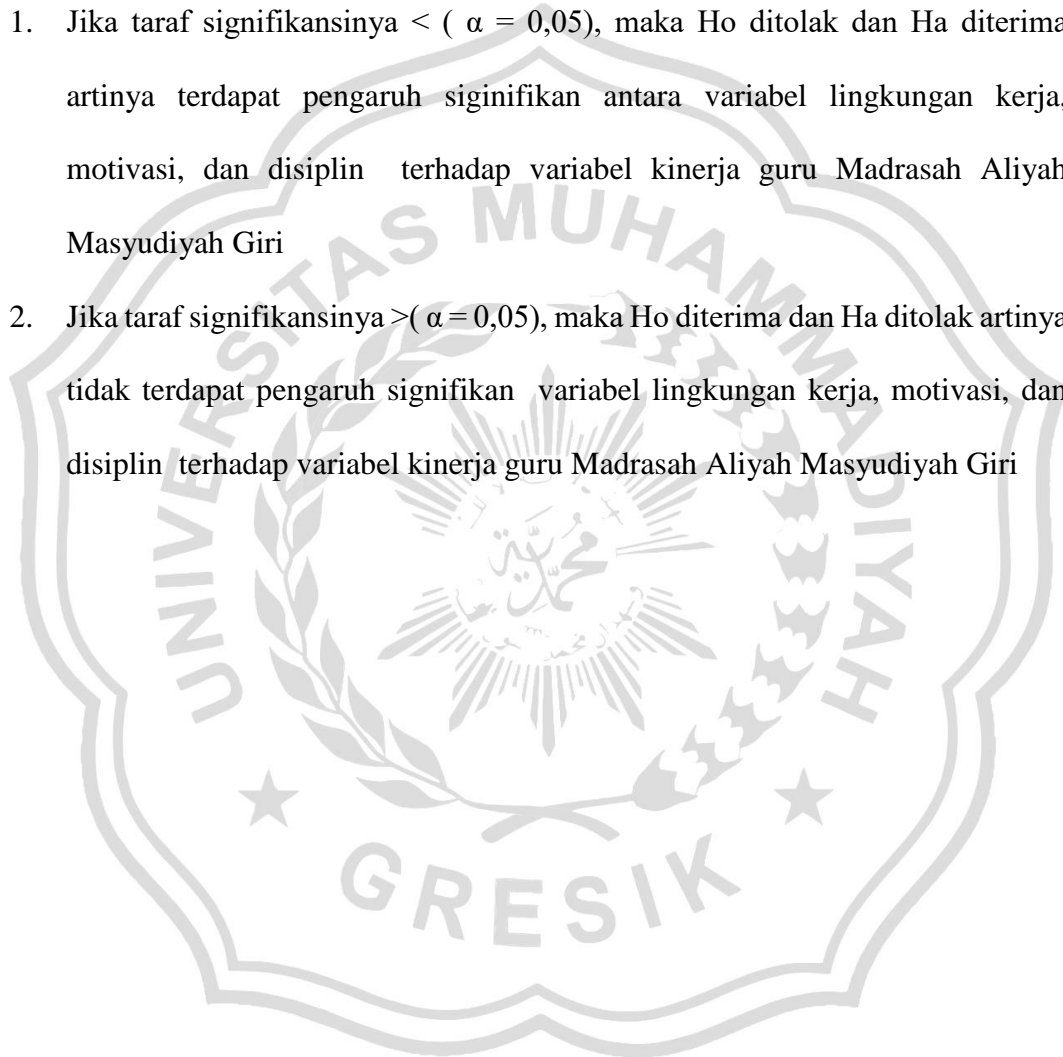 1. Jika taraf signifikansinya < ( α = 0,05), maka Ho ditolak dan Ha diterima
artinya terdapat pengaruh siginifikan antara variabel lingkungan kerja,
motivasi, dan disiplin terhadap variabel kinerja guru Madrasah Aliyah
Masyudiyah Giri
2. Jika taraf signifikansinya >( α = 0,05), maka Ho diterima dan Ha ditolak artinya
tidak terdapat pengaruh signifikan variabel lingkungan kerja, motivasi, dan
disiplin terhadap variabel kinerja guru Madrasah Aliyah Masyudiyah Giri
UNIVERSITAS MUHAMMADIYAH
GRESIK